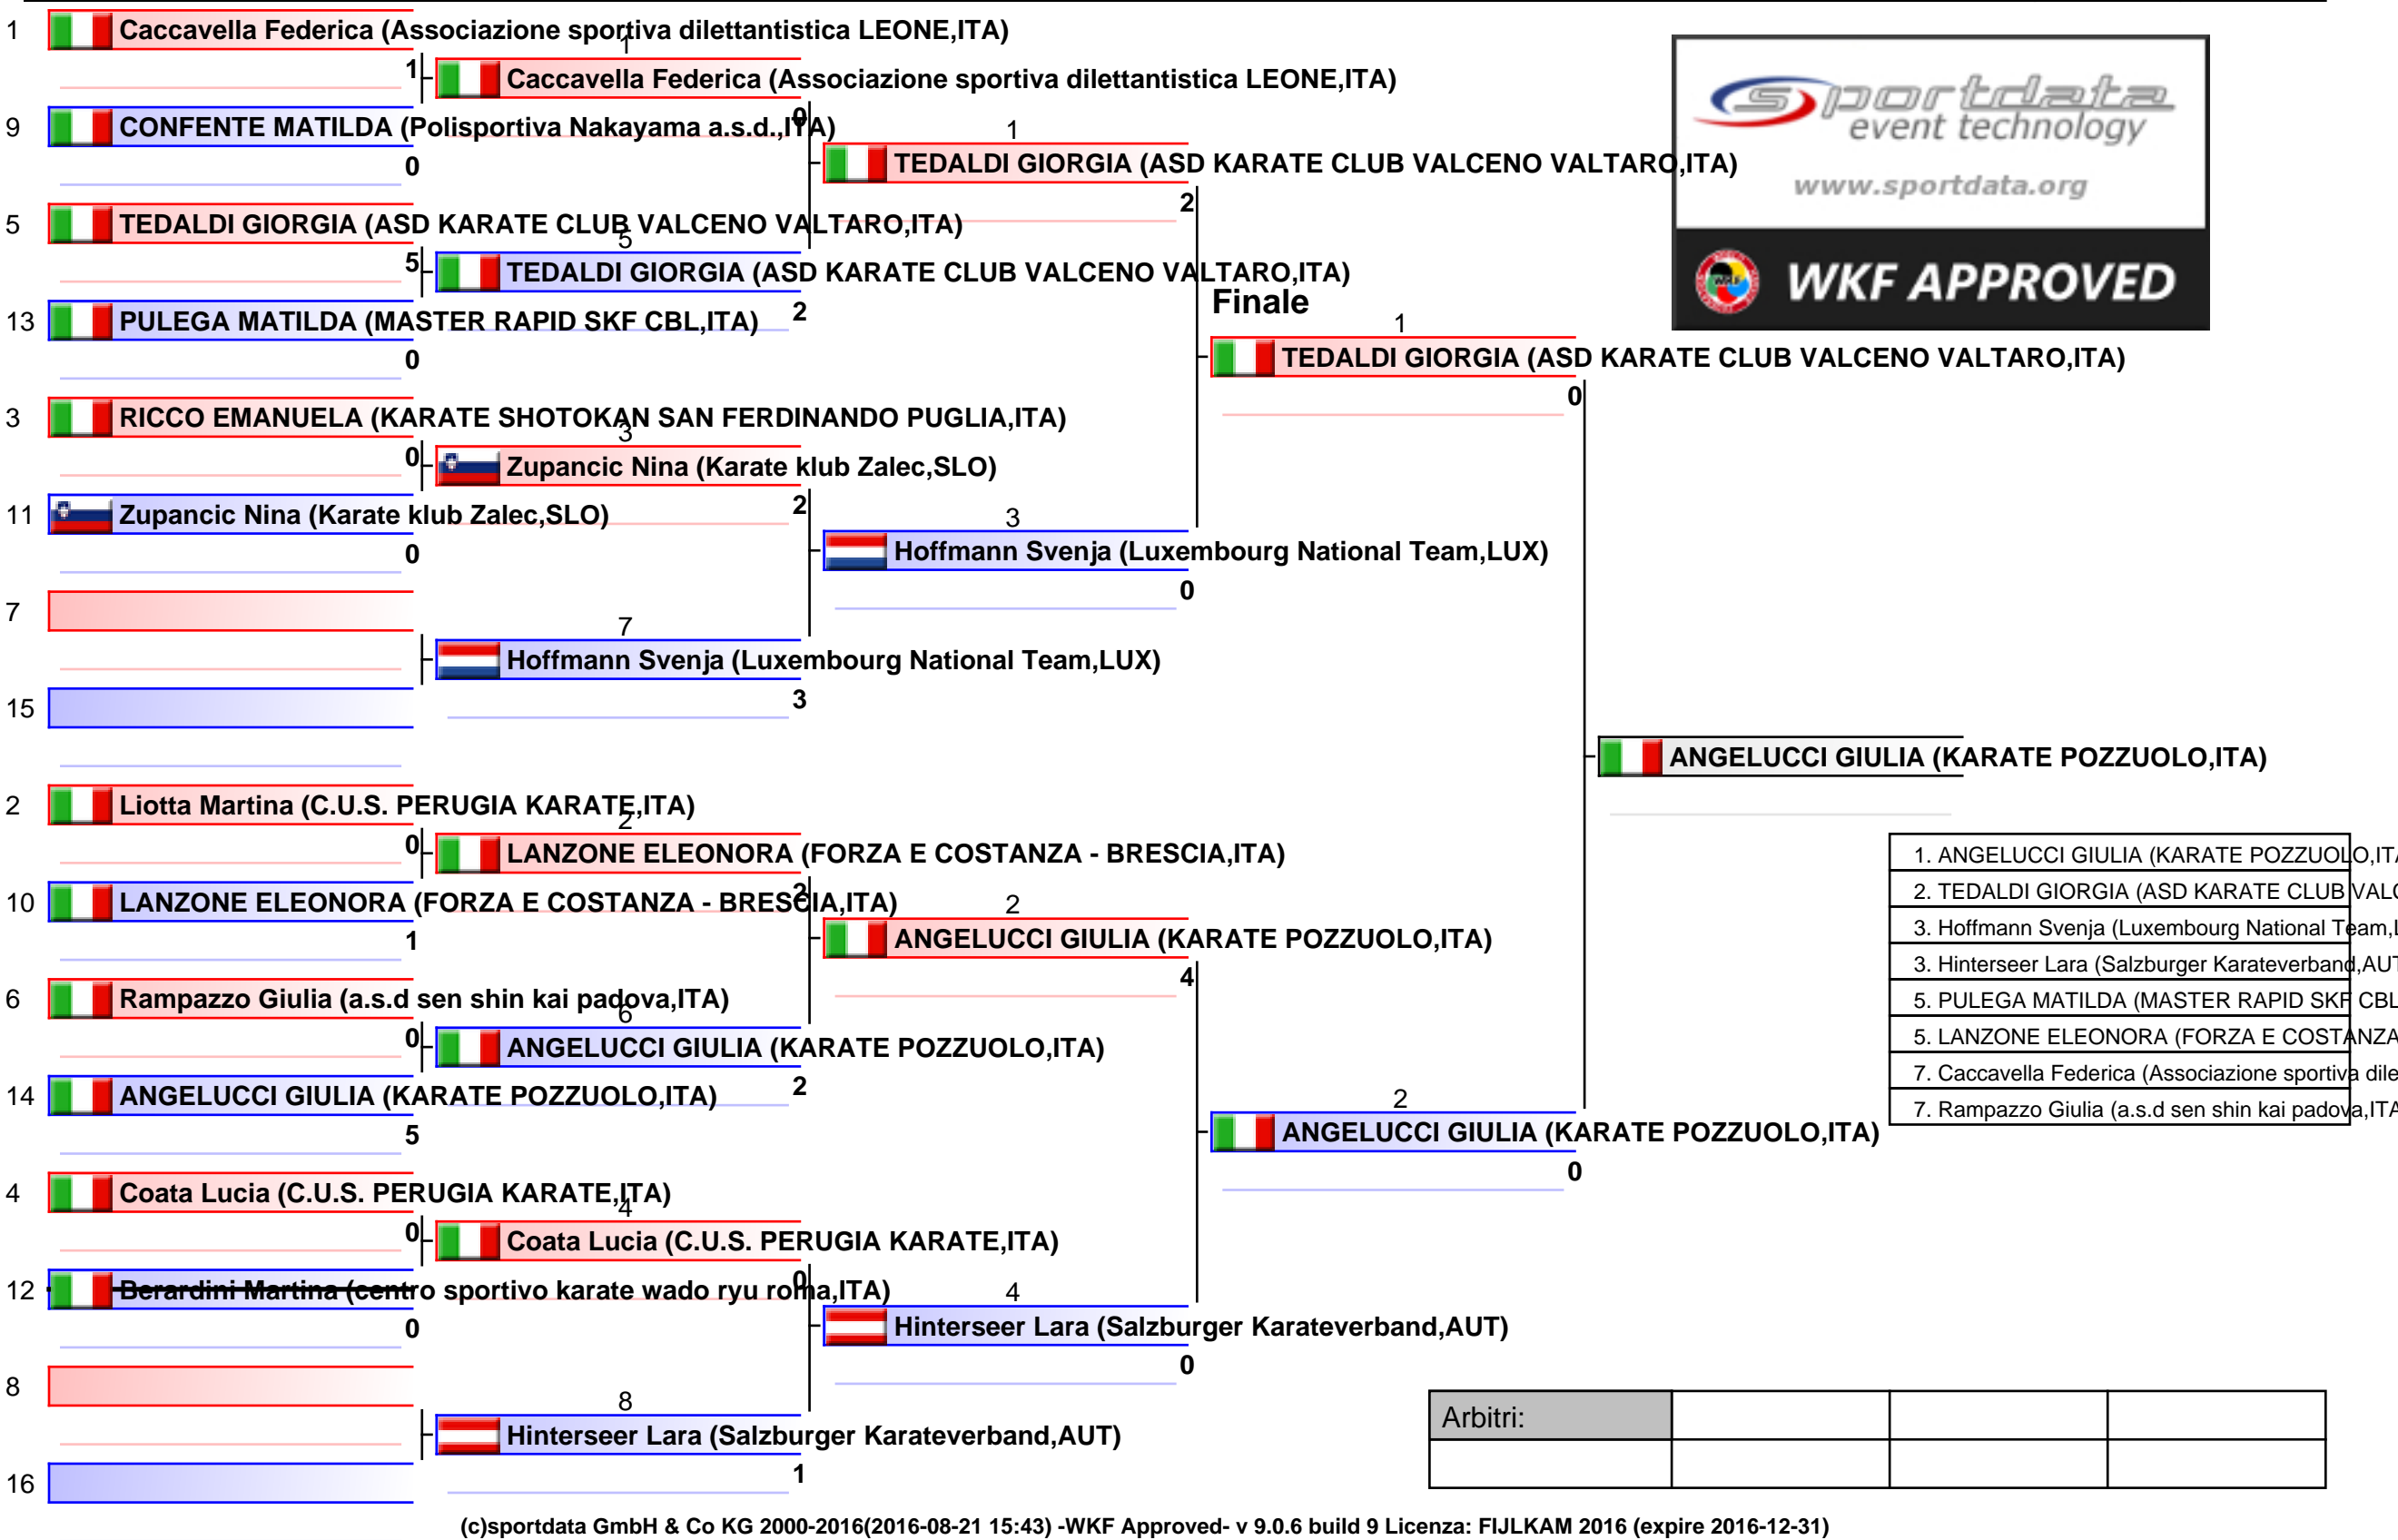 1 Caccavella Federica (Associazione sportiva dilettantistica LEONE,ITA)
1
1 Caccavella Federica (Associazione sportiva dilettantistica LEONE,ITA)
0
9 CONFENTE MATILDA (Polisportiva Nakayama a.s.d.,ITA)
0
1
TEDALDI GIORGIA (ASD KARATE CLUB VALCENO VALTARO,ITA)
2
5 TEDALDI GIORGIA (ASD KARATE CLUB VALCENO VALTARO,ITA)
5
5 TEDALDI GIORGIA (ASD KARATE CLUB VALCENO VALTARO,ITA)
2
13 PULEGA MATILDA (MASTER RAPID SKF CBL,ITA)
0
Finale
1
TEDALDI GIORGIA (ASD KARATE CLUB VALCENO VALTARO,ITA)
0
3 RICCO EMANUELA (KARATE SHOTOKAN SAN FERDINANDO PUGLIA,ITA)
3
0 Zupancic Nina (Karate klub Zalec,SLO)
2
11 Zupancic Nina (Karate klub Zalec,SLO)
0
3
Hoffmann Svenja (Luxembourg National Team,LUX)
0
7
7
Hoffmann Svenja (Luxembourg National Team,LUX)
3
15
ANGELUCCI GIULIA (KARATE POZZUOLO,ITA)
2 Liotta Martina (C.U.S. PERUGIA KARATE,ITA)
2
0 LANZONE ELEONORA (FORZA E COSTANZA - BRESCIA,ITA)
2
10 LANZONE ELEONORA (FORZA E COSTANZA - BRESCIA,ITA)
1
2
ANGELUCCI GIULIA (KARATE POZZUOLO,ITA)
4
6 Rampazzo Giulia (a.s.d sen shin kai padova,ITA)
6
0 ANGELUCCI GIULIA (KARATE POZZUOLO,ITA)
2
14 ANGELUCCI GIULIA (KARATE POZZUOLO,ITA)
5
2
ANGELUCCI GIULIA (KARATE POZZUOLO,ITA)
0
4 Coata Lucia (C.U.S. PERUGIA KARATE,ITA)
4
0 Coata Lucia (C.U.S. PERUGIA KARATE,ITA)
0
12 Berardini Martina (centro sportivo karate wado ryu roma,ITA)
0
4
Hinterseer Lara (Salzburger Karateverband,AUT)
0
8
8
Hinterseer Lara (Salzburger Karateverband,AUT)
1
16
sportdata
event technology
www.sportdata.org
WKF APPROVED
1. ANGELUCCI GIULIA (KARATE POZZUOLO,ITA
2. TEDALDI GIORGIA (ASD KARATE CLUB VALC
3. Hoffmann Svenja (Luxembourg National Team,L
3. Hinterseer Lara (Salzburger Karateverband,AUT
5. PULEGA MATILDA (MASTER RAPID SKF CBL
5. LANZONE ELEONORA (FORZA E COSTANZA
7. Caccavella Federica (Associazione sportiva dile
7. Rampazzo Giulia (a.s.d sen shin kai padova,ITA
Arbitri:
(c)sportdata GmbH & Co KG 2000-2016(2016-08-21 15:43) -WKF Approved- v 9.0.6 build 9 Licenza: FIJLKAM 2016 (expire 2016-12-31)